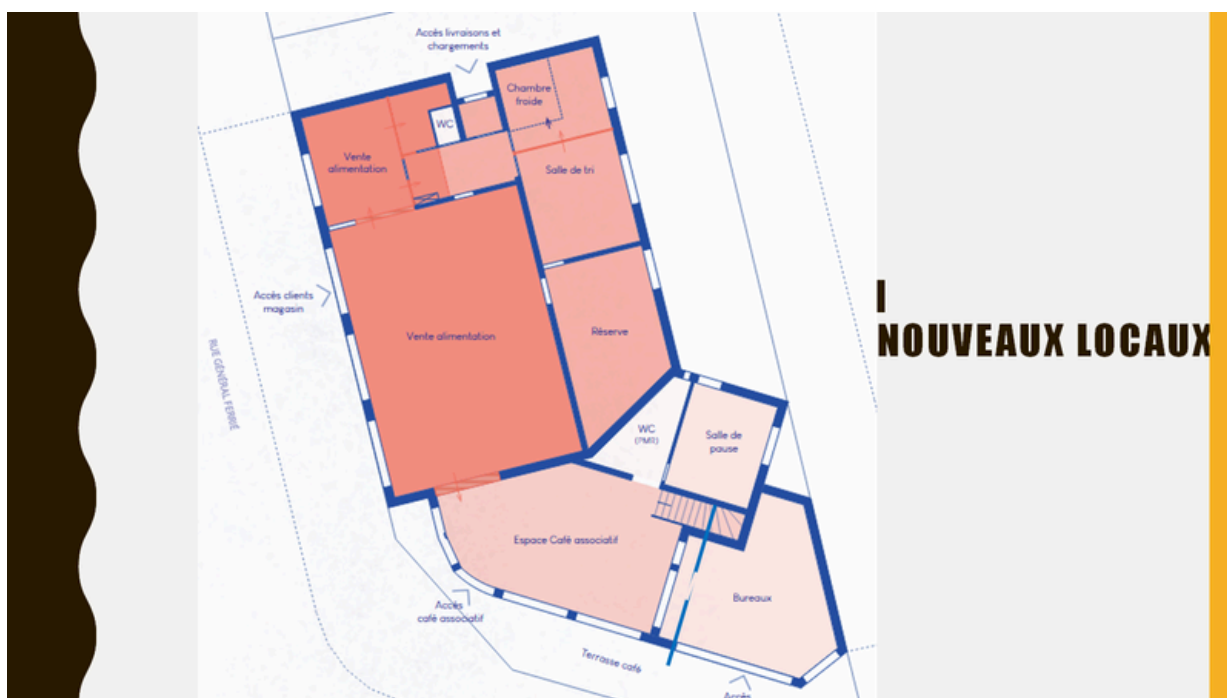 Accès livraisons et
chargements
Chambre
froide
WC
Vente
alimentation
Salle de tri
Accès clients
magasin
Vente alimentation
Réserve
RUE GÉNÉRAL FERRIÉ
WC
(PMR)
Salle de
pause
Espace Café associatif
Bureaux
Accès
café associatif
Terrasse café
Accès
I
NOUVEAUX LOCAUX